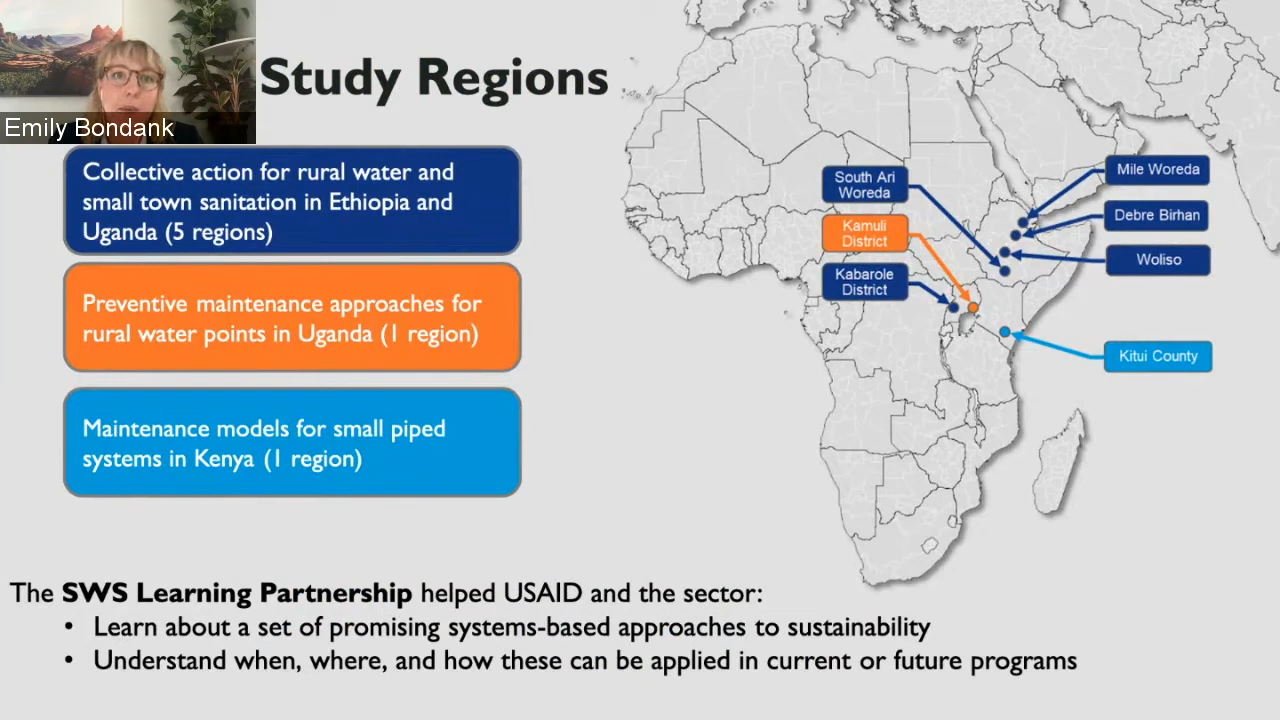 Study Regions
Emily Bondank
Collective action for rural water and
small town sanitation in Ethiopia and
Uganda (5 regions)
Preventive maintenance approaches for
rural water points in Uganda (1 region)
Maintenance models for small piped
systems in Kenya (1 region)
South Ari
Woreda
Kamuli
District
Kabarole
District
Mile Woreda
Debre Birhan
Woliso
Kitui County
The SWS Learning Partnership helped USAID and the sector:
• Learn about a set of promising systems-based approaches to sustainability
• Understand when, where, and how these can be applied in current or future programs